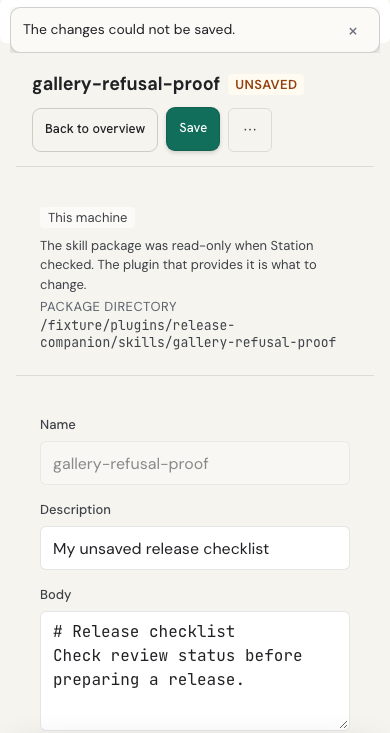 The changes could not be saved.
×
gallery-refusal-proof UNSAVED
Back to overview Save ...
This machine
The skill package was read-only when Station
checked. The plugin that provides it is what to
change.
PACKAGE DIRECTORY
/fixture/plugins/release-
companion/skills/gallery-refusal-proof
Name
gallery-refusal-proof
Description
My unsaved release checklist
Body
# Release checklist
Check review status before
preparing a release.